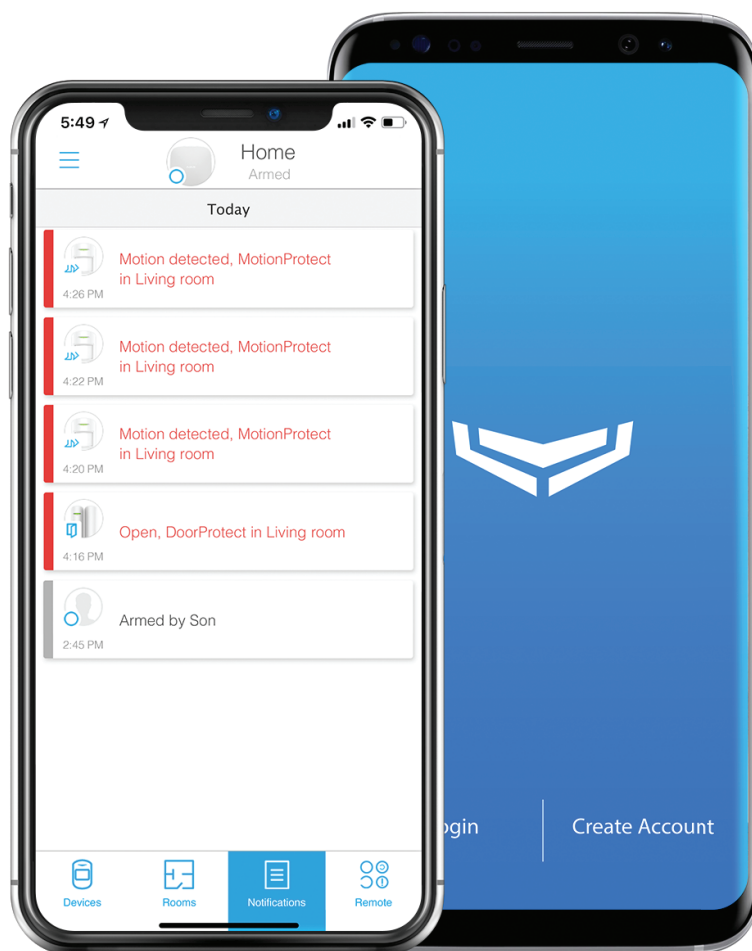 5:49
Home
Armed
Today
Motion detected, MotionProtect
in Living room
4:26 PM
Motion detected, MotionProtect
in Living room
4:22 PM
Motion detected, MotionProtect
in Living room
4:20 PM
Open, DoorProtect in Living room
4:16 PM
Armed by Son
2:45 PM
Devices
Rooms
Notifications
Remote
ogin
Create Account